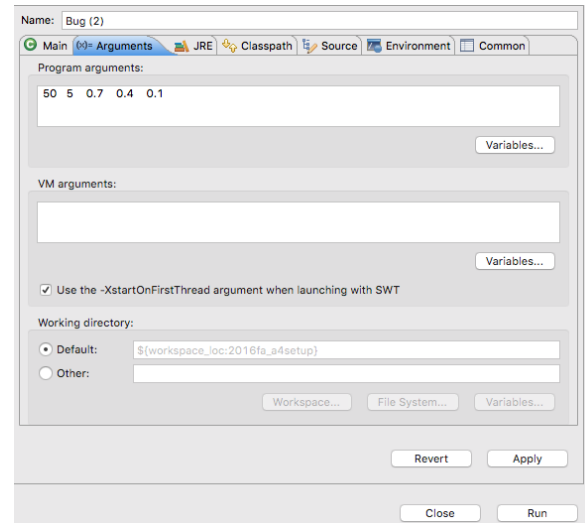 Name: Bug (2)
Main (x)= Arguments JRE Classpath Source Environment Common
Program arguments:
50 5 0.7 0.4 0.1
Variables...
VM arguments:
Variables...
Use the -XstartOnFirstThread argument when launching with SWT
Working directory:
Default: ${workspace_loc:2016fa_a4setup}
Other:
Workspace... File System... Variables...
Revert Apply
Close Run